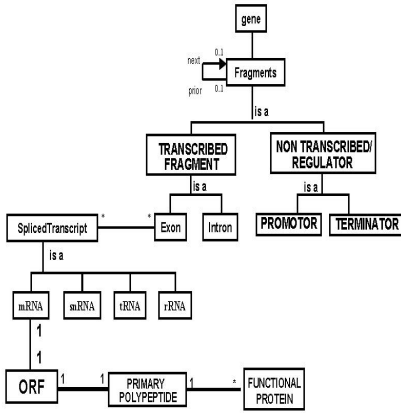 gene
0..1
next
Fragments
prior
0..1
is a
TRANSCRIBED
FRAGMENT
NON TRANSCRIBED/
REGULATOR
is a
is a
SplicedTranscript
*
*
Exon
Intron
PROMOTOR
TERMINATOR
is a
mRNA
snRNA
tRNA
rRNA
1
1
ORF
1
1
PRIMARY
POLYPEPTIDE
1
*
FUNCTIONAL
PROTEIN